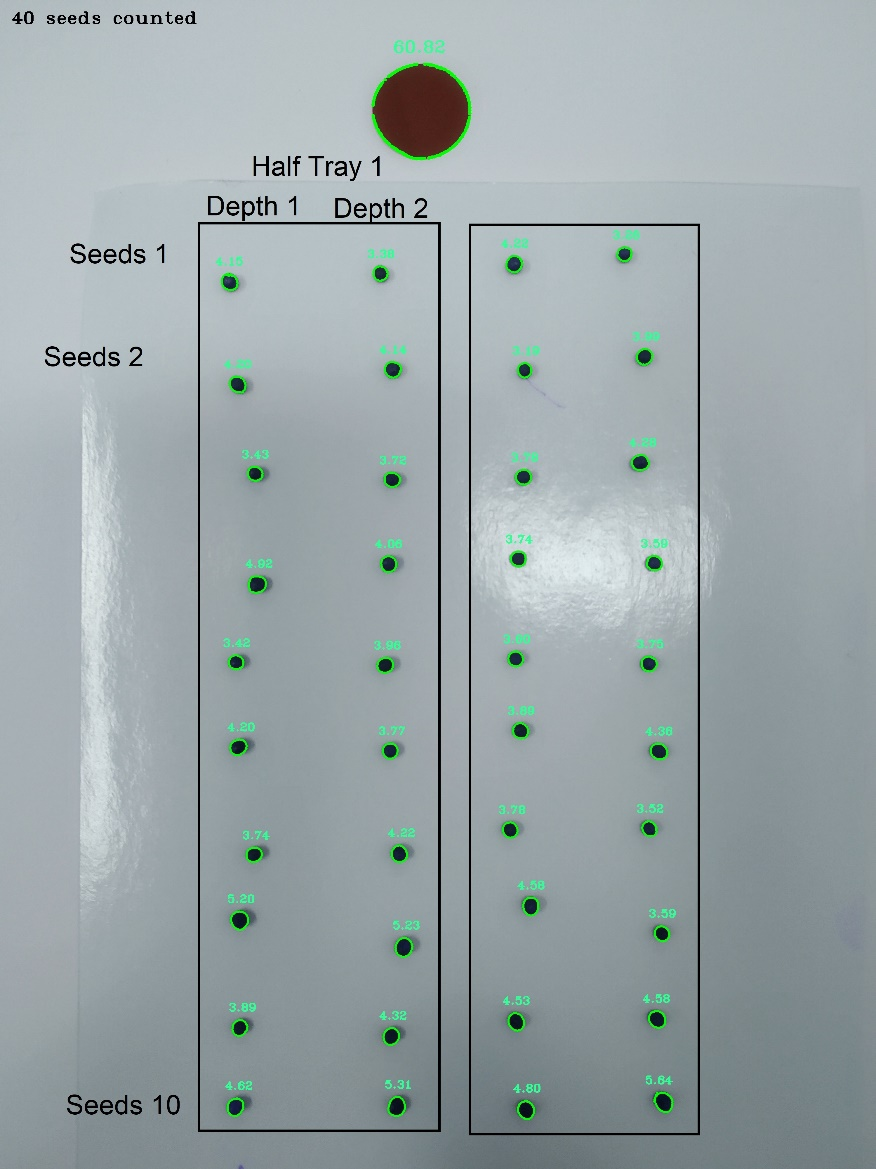 40 seeds counted
60.82
Half Tray 1
Depth 1 Depth 2
Seeds 1 4.15 3.38 4.22
Seeds 2 4.14
3.43 3.72 4.28
4.92 4.06 3.74 3.59
3.42 3.96 3.75
4.20 3.77 3.89 4.36
3.74 4.22 3.78 3.52
5.20 5.23 4.58 3.59
3.89 4.32 4.53 4.58
Seeds 10 4.62 5.31 4.80 5.64